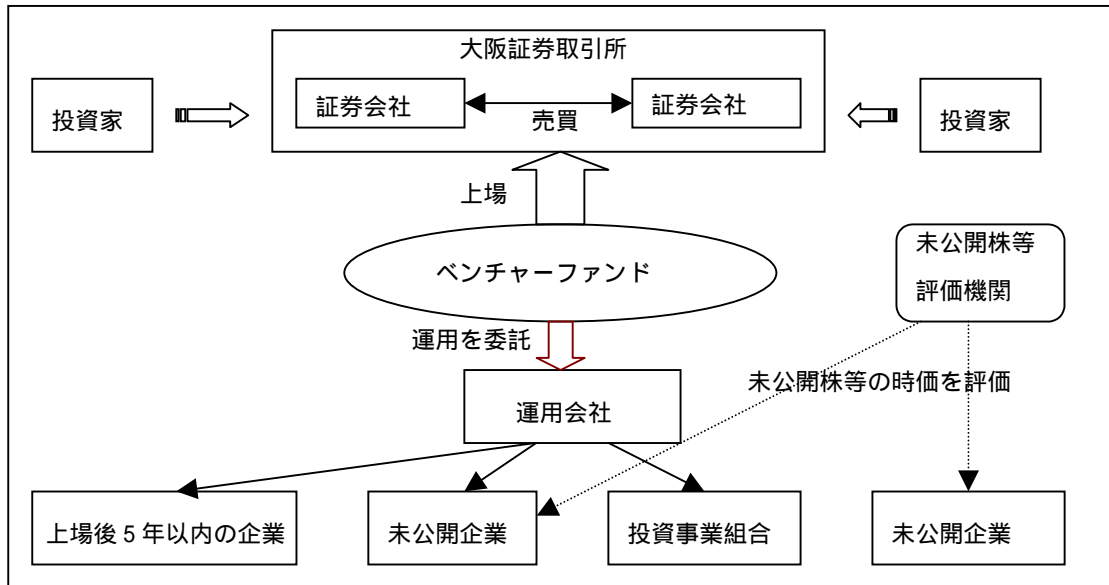 大阪証券取引所
投資家
証券会社
売買
証券会社
投資家
上場
ベンチャーファンド
未公開株等
評価機関
運用を委託
未公開株等の時価を評価
運用会社
上場後５年以内の企業
未公開企業
投資事業組合
未公開企業